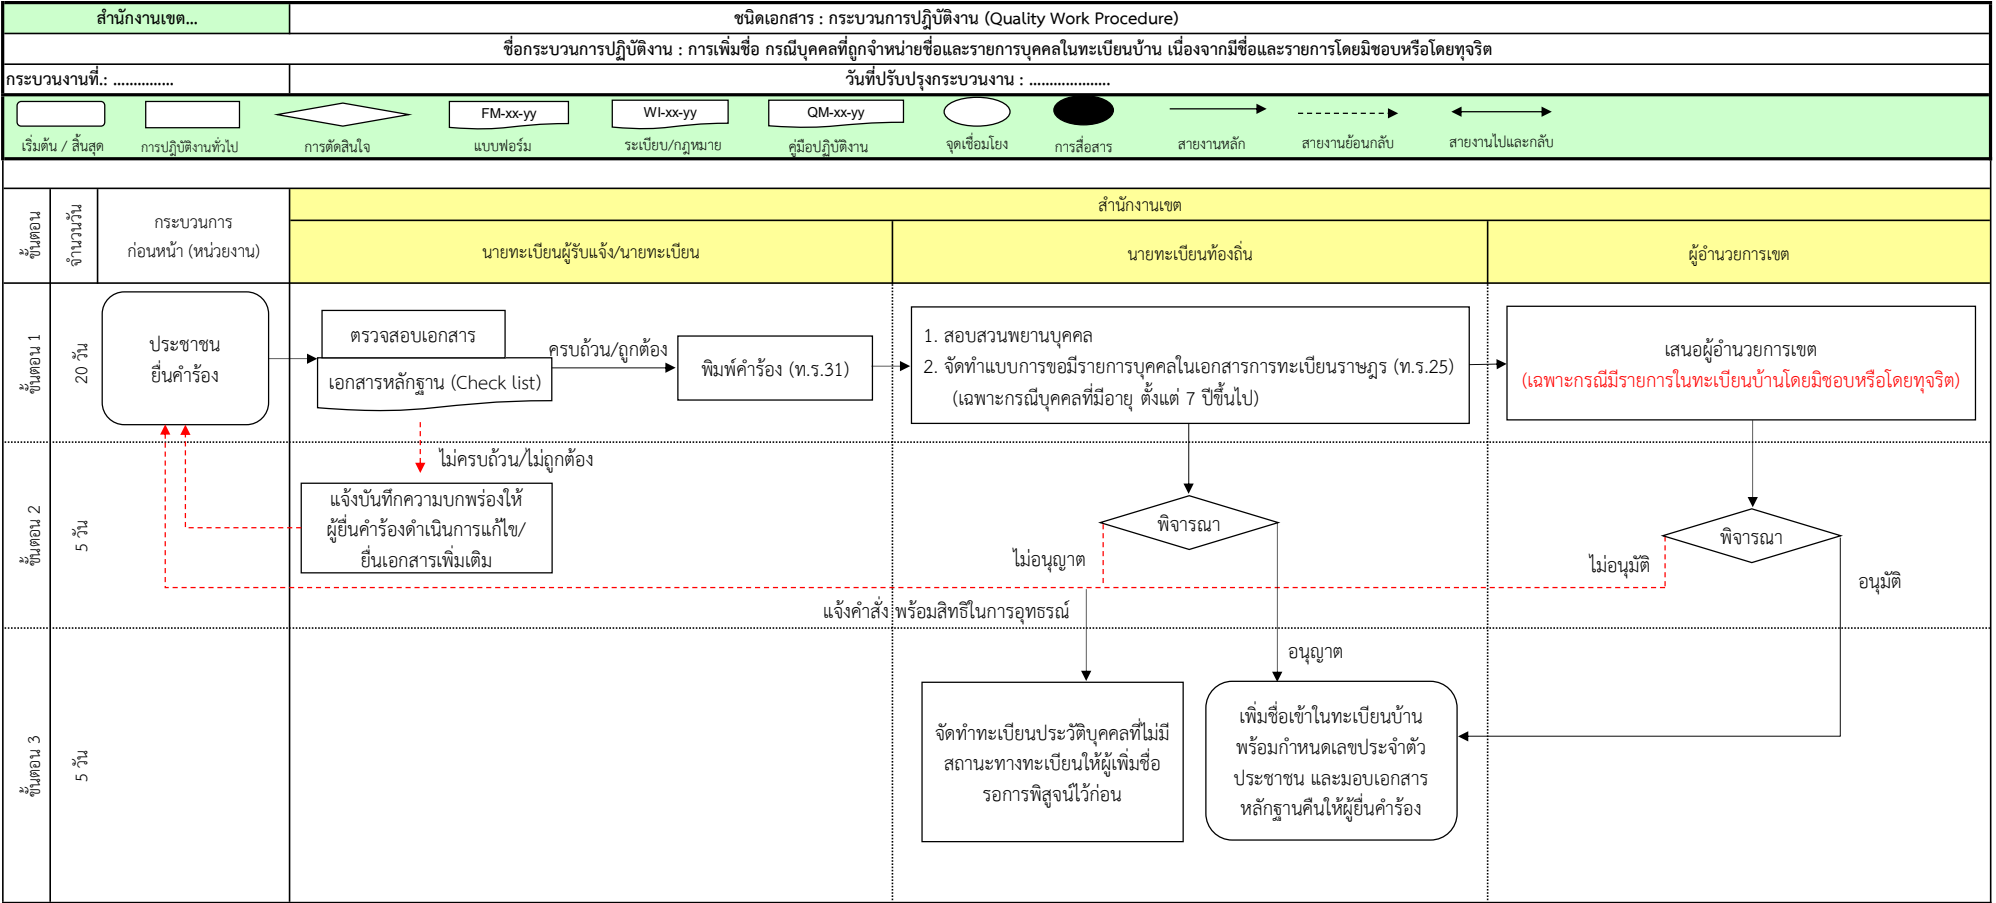 สำนักงานเขต...
ชนิดเอกสาร : กระบวนการปฎิบัติงาน (Quality Work Procedure)
ชื่อกระบวนการปฏิบัติงาน : การเพิ่มชื่อ กรณีบุคคลที่ถูกจำหน่ายชื่อและรายการบุคคลในทะเบียนบ้าน เนื่องจากมีชื่อและรายการโดยมิชอบหรือโดยทุจริต
กระบวนงานที่.: ...............
วันที่ปรับปรุงกระบวนงาน : ....................
FM-xx-yy
WI-xx-yy
QM-xx-yy
เริ่มต้น / สิ้นสุด
การปฎิบัติงานทั่วไป
การตัดสินใจ
แบบฟอร์ม
ระเบียบ/กฎหมาย
คู่มือปฏิบัติงาน
จุดเชื่อมโยง
การสื่อสาร
สายงานหลัก
สายงานย้อนกลับ
สายงานไปและกลับ
ขั้นตอน
จำนวนวัน
กระบวนการ
ก่อนหน้า (หน่วยงาน)
สำนักงานเขต
นายทะเบียนผู้รับแจ้ง/นายทะเบียน
นายทะเบียนท้องถิ่น
ผู้อำนวยการเขต
ขั้นตอน 1
20 วัน
ประชาชน
ยื่นคำร้อง
ตรวจสอบเอกสาร
เอกสารหลักฐาน (Check list)
ครบถ้วน/ถูกต้อง
พิมพ์คำร้อง (ท.ร.31)
1. สอบสวนพยานบุคคล
2. จัดทำแบบการขอมีรายการบุคคลในเอกสารการทะเบียนราษฎร (ท.ร.25)
(เฉพาะกรณีบุคคลที่มีอายุ ตั้งแต่ 7 ปีขึ้นไป)
เสนอผู้อำนวยการเขต
(เฉพาะกรณีมีรายการในทะเบียนบ้านโดยมิชอบหรือโดยทุจริต)
ขั้นตอน 2
5 วัน
ไม่ครบถ้วน/ไม่ถูกต้อง
แจ้งบันทึกความบกพร่องให้
ผู้ยื่นคำร้องดำเนินการแก้ไข/
ยื่นเอกสารเพิ่มเติม
พิจารณา
ไม่อนุญาต
พิจารณา
ไม่อนุมัติ
อนุมัติ
แจ้งคำสั่ง พร้อมสิทธิในการอุทธรณ์
ขั้นตอน 3
5 วัน
อนุญาต
จัดทำทะเบียนประวัติบุคคลที่ไม่มี
สถานะทางทะเบียนให้ผู้เพิ่มชื่อ
รอการพิสูจน์ไว้ก่อน
เพิ่มชื่อเข้าในทะเบียนบ้าน
พร้อมกำหนดเลขประจำตัว
ประชาชน และมอบเอกสาร
หลักฐานคืนให้ผู้ยื่นคำร้อง